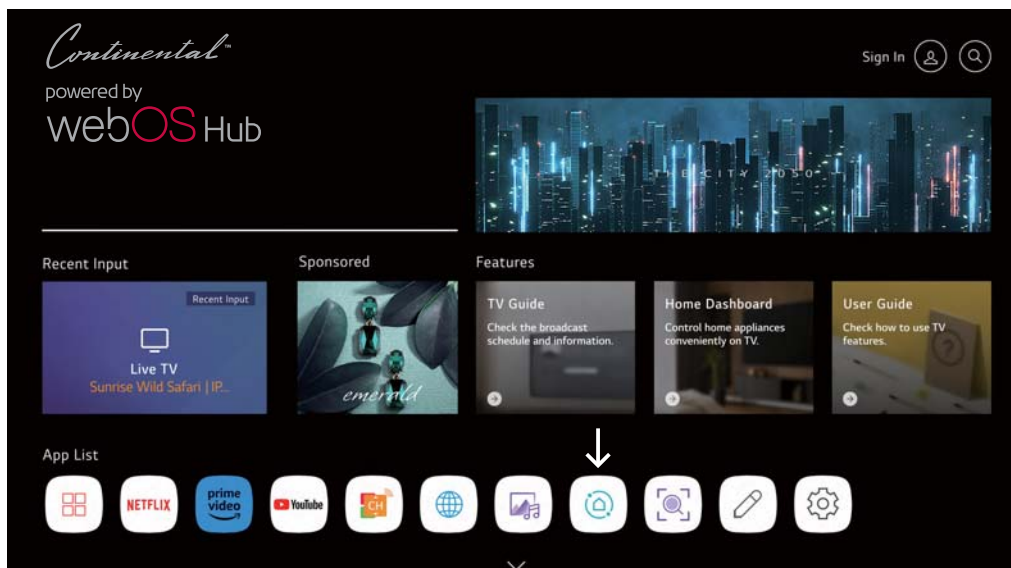 Continental™
powered by
webOS Hub
Sign In
THE CITY 2050
Recent Input
Sponsored
Features
Recent Input
Live TV
Sunrise Wild Safari | IP...
emerald
TV Guide
Check the broadcast
schedule and information.
Home Dashboard
Control home appliances
conveniently on TV.
User Guide
Check how to use TV
features.
App List
NETFLIX
prime
video
YouTube
CH